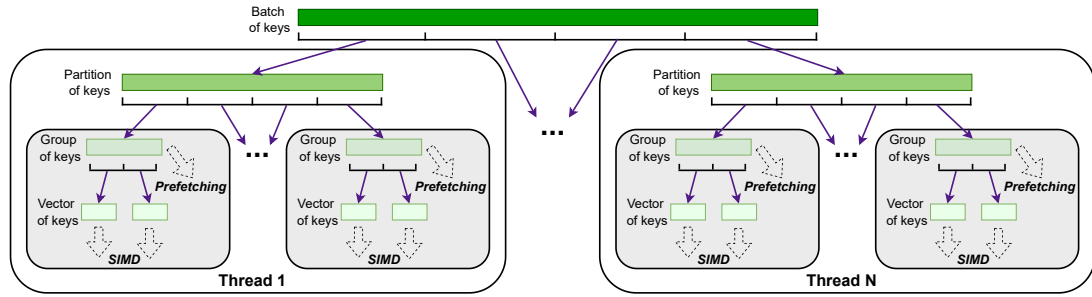 Batch
of keys
Partition
of keys
...
Group
of keys
Prefetching
Vector
of keys
SIMD
...
Group
of keys
Prefetching
Vector
of keys
SIMD
Thread 1
Partition
of keys
Group
of keys
Prefetching
Vector
of keys
SIMD
...
Group
of keys
Prefetching
Vector
of keys
SIMD
Thread N